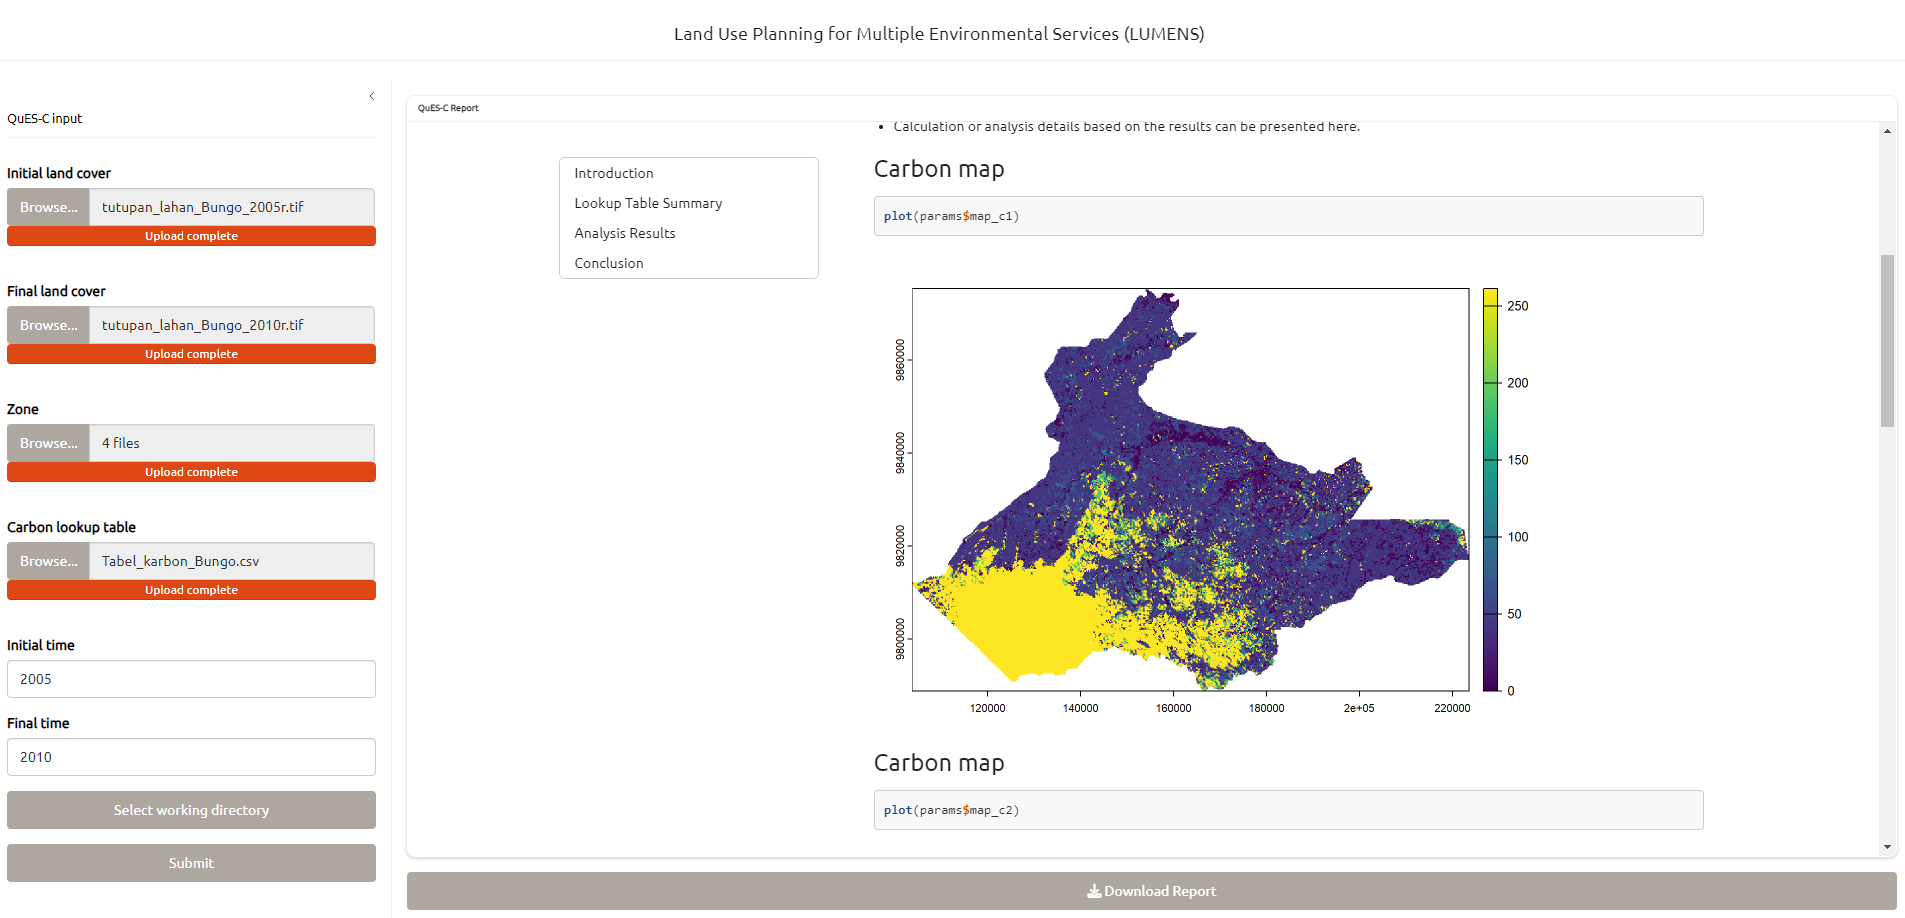 Land Use Planning for Multiple Environmental Services (LUMENS)
QuES-C input
Initial land cover
Browse... tutupan_lahan_Bungo_2005r.tif
Upload complete
Final land cover
Browse... tutupan_lahan_Bungo_2010r.tif
Upload complete
Zone
Browse... 4 files
Upload complete
Carbon lookup table
Browse... Tabel_karbon_Bungo.csv
Upload complete
Initial time
2005
Final time
2010
Select working directory
Submit
QuES-C Report
Introduction
Lookup Table Summary
Analysis Results
Conclusion
• Calculation or analysis details based on the results can be presented here.
Carbon map
plot(params$map_c1)
9860000
9840000
9820000
9800000
120000 140000 160000 180000 2e+05 220000
250
200
150
100
50
0
Carbon map
plot(params$map_c2)
Download Report